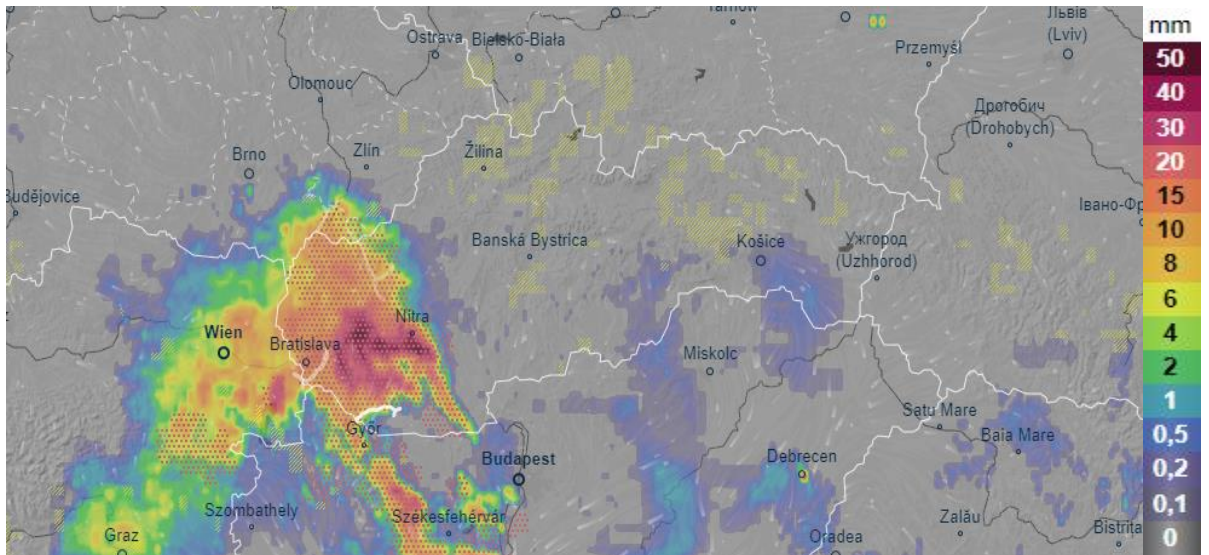 Tarnów
Львів
(Lviv)
Ostrava
Bielsko-Biała
Przemyśl
Olomouc
Дрогобич
(Drohobych)
Brno
Zlín
Žilina
Budějovice
Івано-Фр
Banská Bystrica
Košice
Ужгород
(Uzhhorod)
Wien
Nitra
Bratislava
Miskolc
Győr
Satu Mare
Baia Mare
Budapest
Debrecen
Szombathely
Székesfehérvár
Graz
Oradea
Zalău
Bistrița
mm
50
40
30
20
15
10
8
6
4
2
1
0,5
0,2
0,1
0